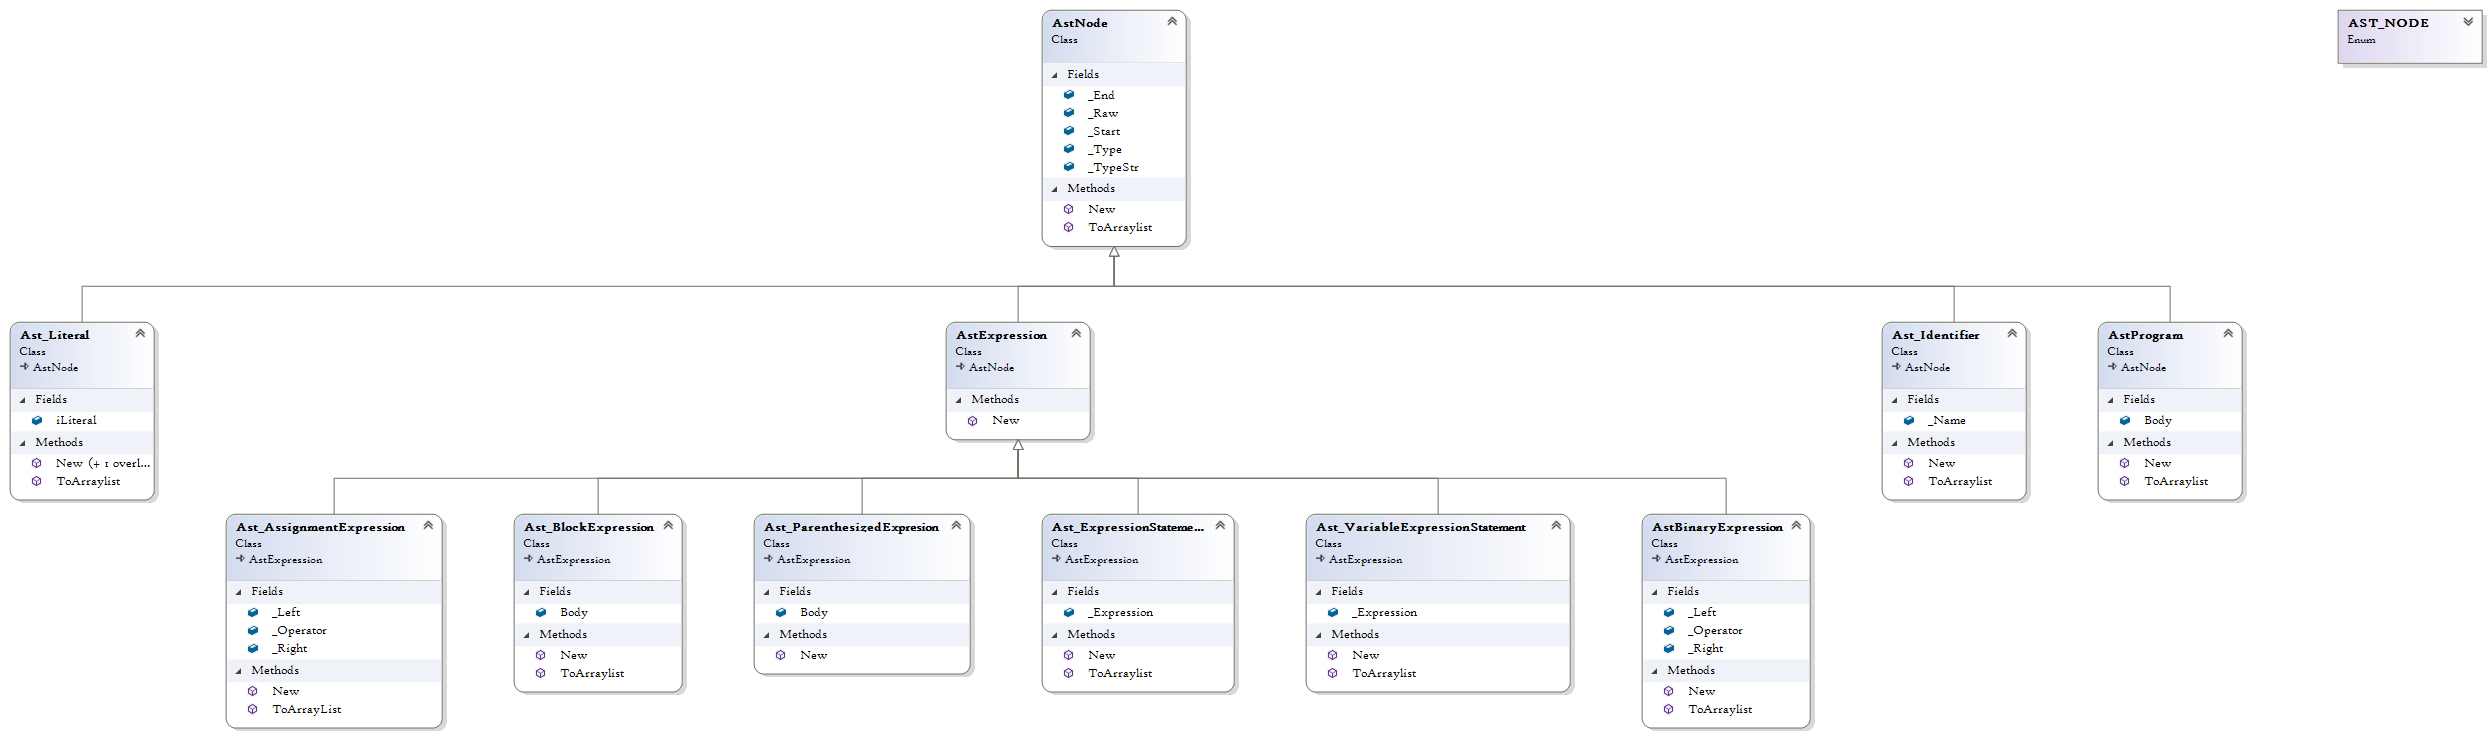 AstNode
Class
Fields
_End
_Raw
_Start
_Type
_TypeStr
Methods
New
ToArraylist
AST_NODE
Enum
Ast_Literal
Class
AstNode
Fields
iLiteral
Methods
New (+ 1 overl...
ToArraylist
AstExpression
Class
AstNode
Methods
New
Ast_Identifier
Class
AstNode
Fields
_Name
Methods
New
ToArraylist
AstProgram
Class
AstNode
Fields
Body
Methods
New
ToArraylist
Ast_AssignmentExpression
Class
AstExpression
Fields
_Left
_Operator
_Right
Methods
New
ToArrayList
Ast_BlockExpression
Class
AstExpression
Fields
Body
Methods
New
ToArraylist
Ast_ParenthesizedExpresion
Class
AstExpression
Fields
Body
Methods
New
Ast_ExpressionStateme...
Class
AstExpression
Fields
_Expression
Methods
New
ToArraylist
Ast_VariableExpressionStatement
Class
AstExpression
Fields
_Expression
Methods
New
ToArraylist
AstBinaryExpression
Class
AstExpression
Fields
_Left
_Operator
_Right
Methods
New
ToArraylist